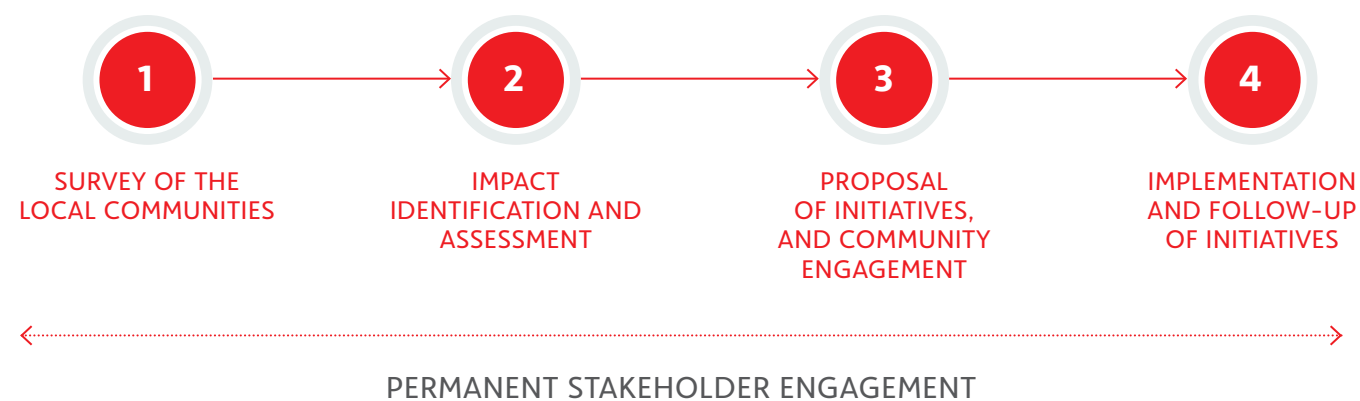 1
SURVEY OF THE
LOCAL COMMUNITIES
2
IMPACT
IDENTIFICATION AND
ASSESSMENT
3
PROPOSAL
OF INITIATIVES,
AND COMMUNITY
ENGAGEMENT
4
IMPLEMENTATION
AND FOLLOW-UP
OF INITIATIVES
PERMANENT STAKEHOLDER ENGAGEMENT